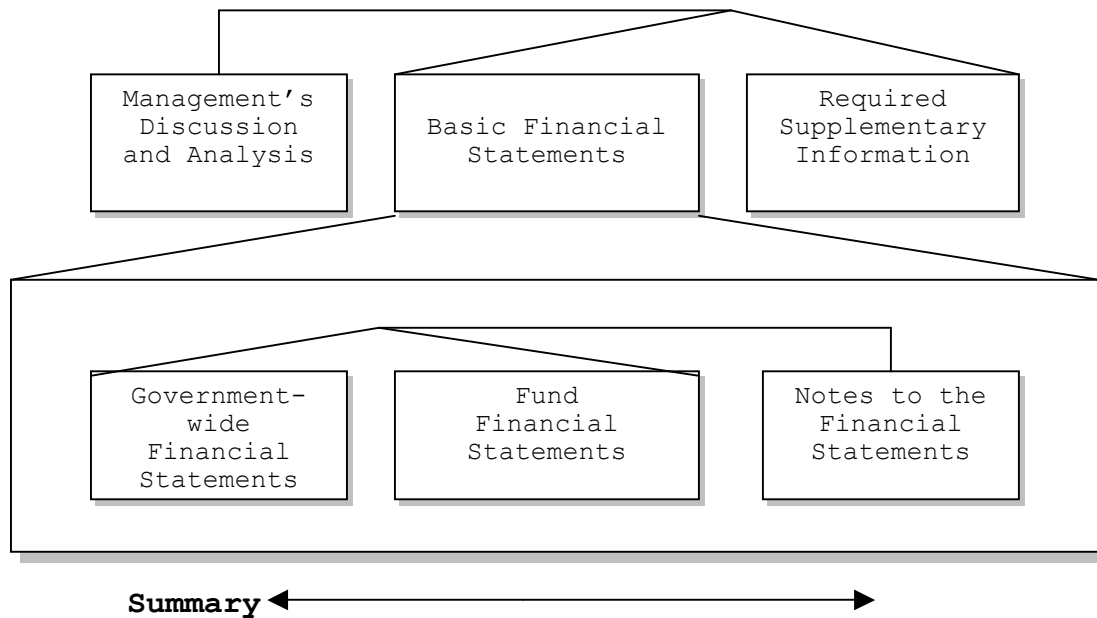 Management’s
Discussion
and Analysis
Basic Financial
Statements
Required
Supplementary
Information
Government-
wide
Financial
Statements
Fund
Financial
Statements
Notes to the
Financial
Statements
Summary